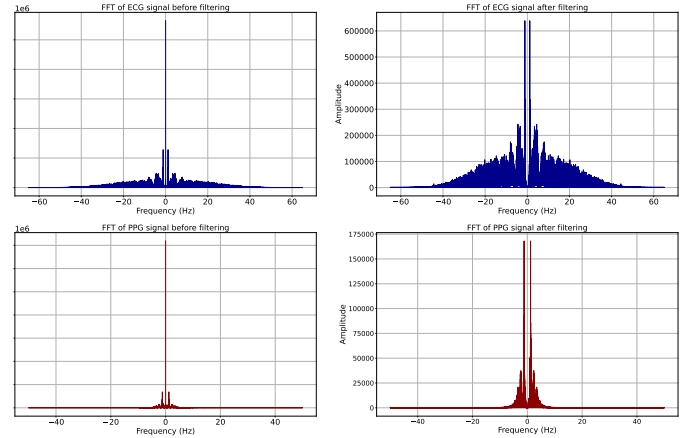 FFT of ECG signal before filtering
1e6
−60 −40 −20 0 20 40 60
Frequency (Hz)
FFT of ECG signal after filtering
Amplitude
600000
500000
400000
300000
200000
100000
0
−60 −40 −20 0 20 40 60
Frequency (Hz)
FFT of PPG signal before filtering
1e6
−40 −20 0 20 40
Frequency (Hz)
FFT of PPG signal after filtering
Amplitude
175000
150000
125000
100000
75000
50000
25000
0
−40 −20 0 20 40
Frequency (Hz)